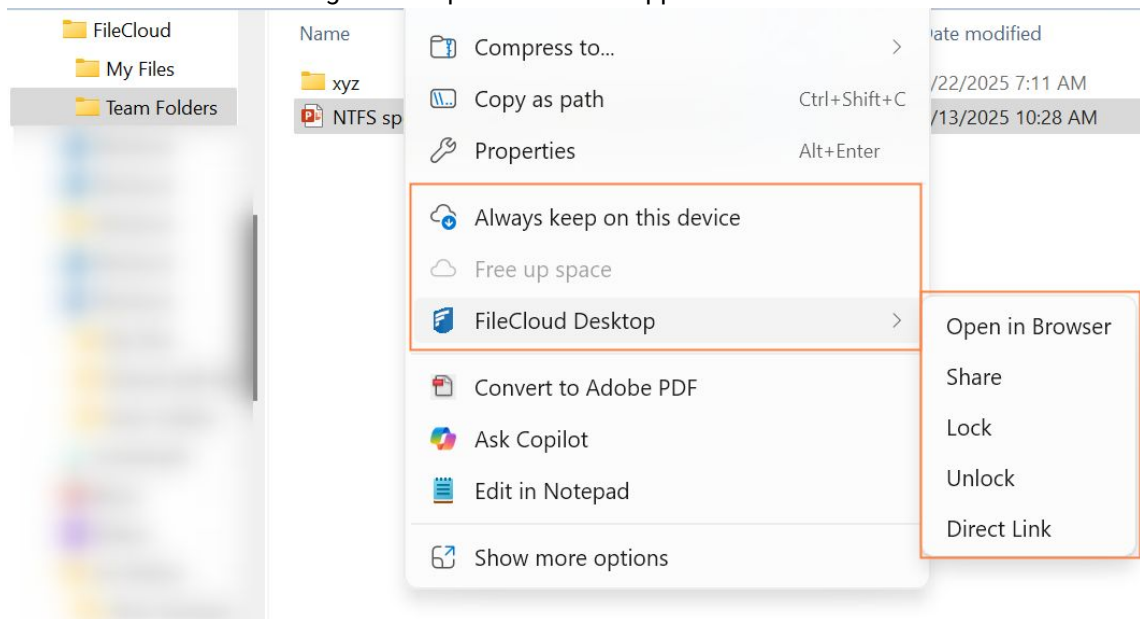 FileCloud
My Files
Team Folders
Name
ate modified
xyz
/22/2025 7:11 AM
NTFS sp
/13/2025 10:28 AM
Compress to...
Copy as path Ctrl+Shift+C
Properties Alt+Enter
Always keep on this device
Free up space
FileCloud Desktop
Convert to Adobe PDF
Ask Copilot
Edit in Notepad
Show more options
Open in Browser
Share
Lock
Unlock
Direct Link